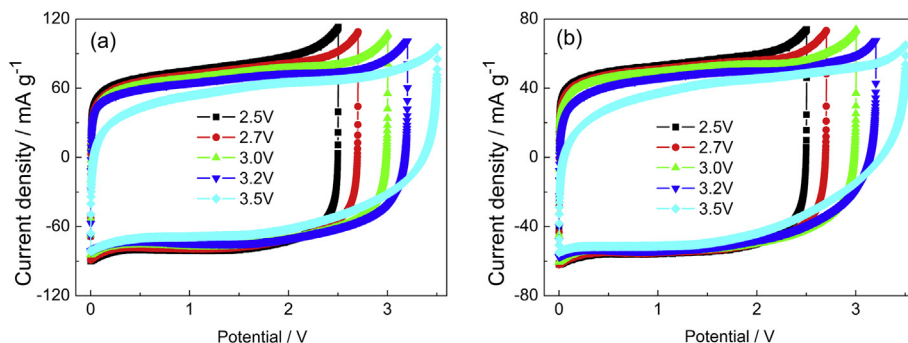 (a)
Current density / mA g⁻¹
120
60
0
-60
-120
2.5V
2.7V
3.0V
3.2V
3.5V
0 1 2 3
Potential / V
(b)
Current density / mA g⁻¹
80
40
0
-40
-80
2.5V
2.7V
3.0V
3.2V
3.5V
0 1 2 3
Potential / V